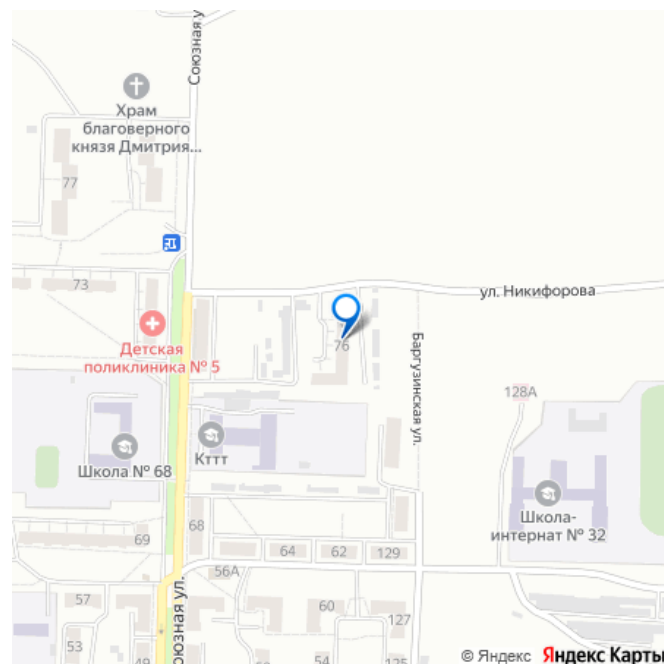 Союзная у
Храм
благоверного
князя Дмитрия...
77
73
ул. Никифорова
Детская
поликлиника № 5
76
Баргузинская ул.
128А
Кттт
Школа № 68
Школа-
интернат № 32
68
69
64
62
129
56А
57
60
127
53
49
54
125
оюзная ул.
© Яндекс Яндекс Карты